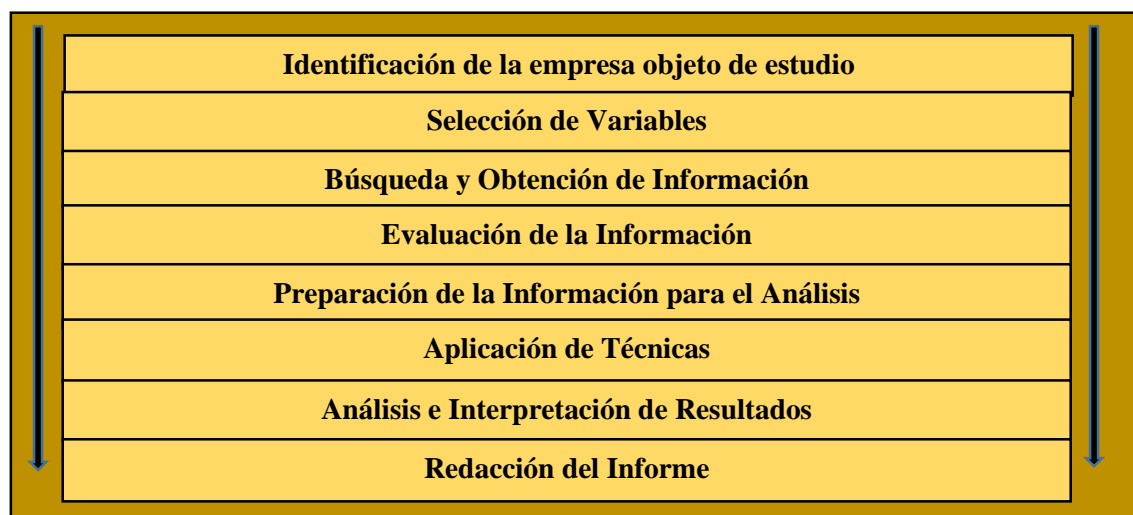 Identificación de la empresa objeto de estudio
Selección de Variables
Búsqueda y Obtención de Información
Evaluación de la Información
Preparación de la Información para el Análisis
Aplicación de Técnicas
Análisis e Interpretación de Resultados
Redacción del Informe